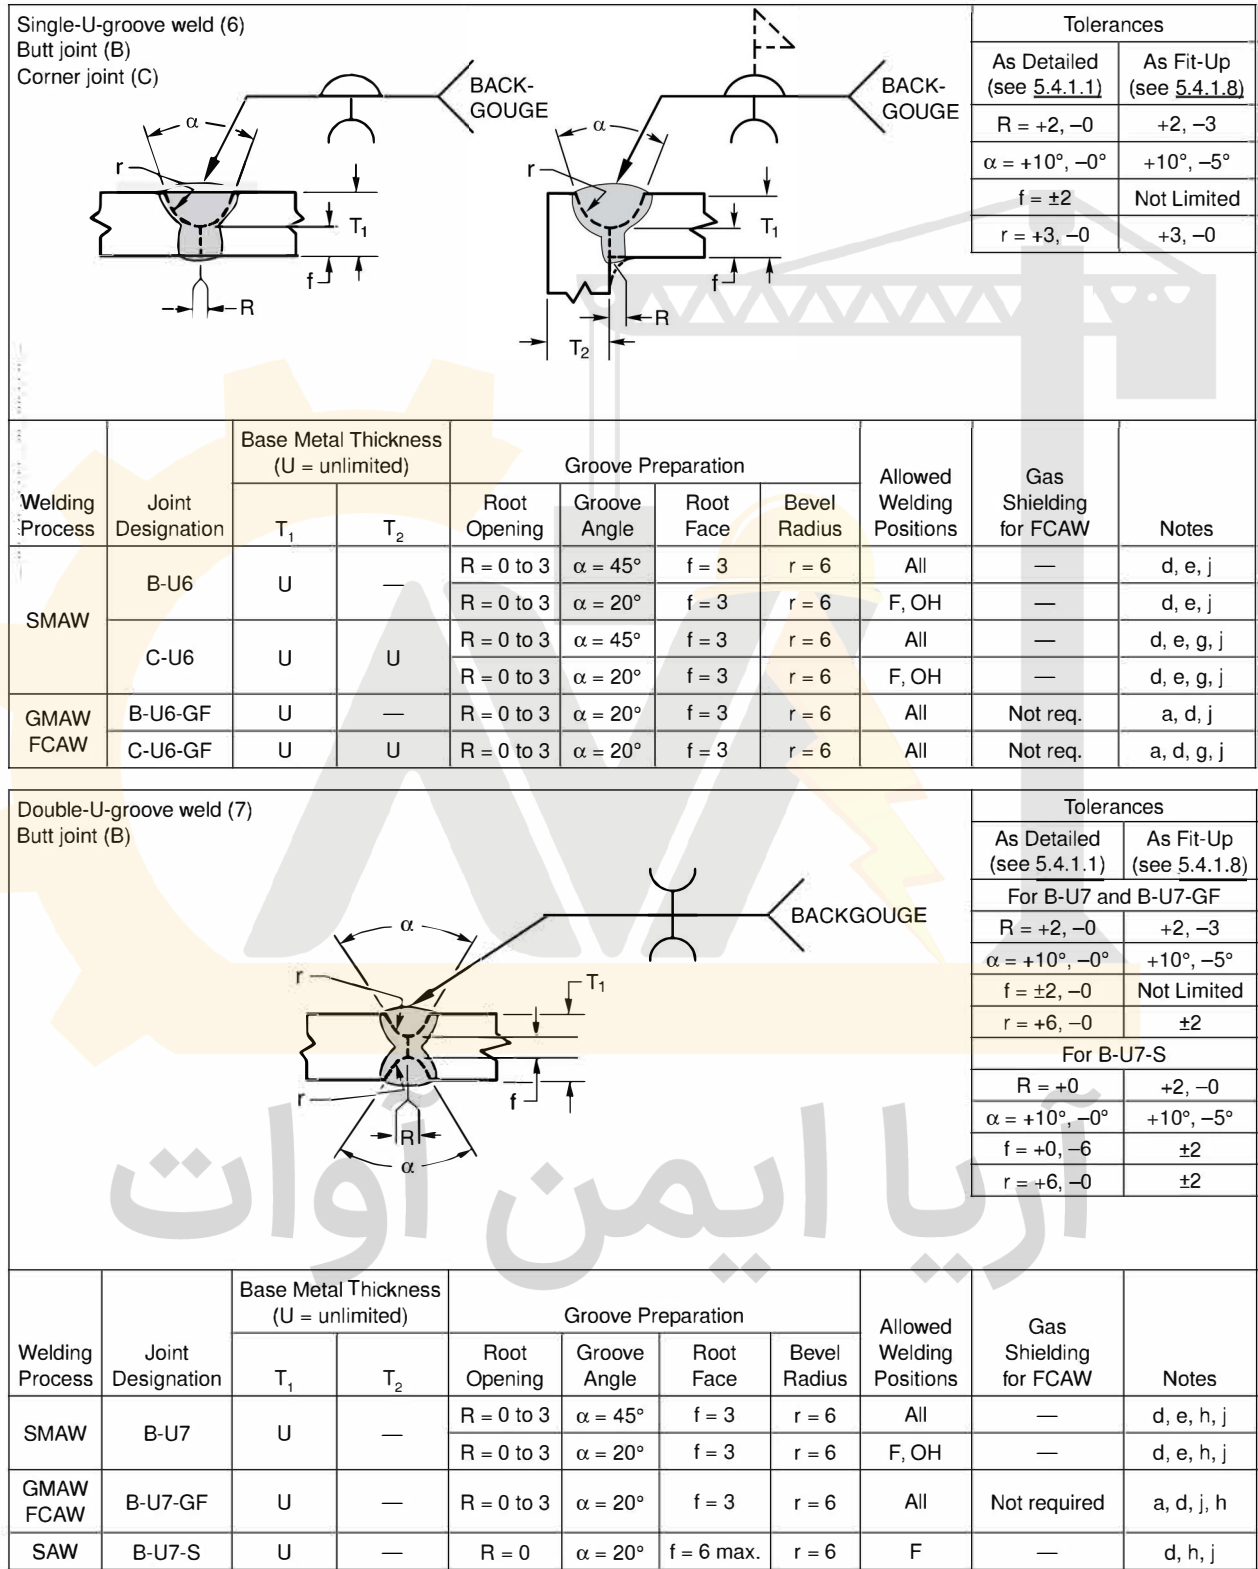 Single-U-groove weld (6)
Butt joint (B)
Corner joint (C)
BACK-
GOUGE
α
r
T1
f
R
BACK-
GOUGE
α
r
T1
f
R
T2
Tolerances
As Detailed (see 5.4.1.1) As Fit-Up (see 5.4.1.8)
R = +2, –0 +2, –3
α = +10°, –0° +10°, –5°
f = ±2 Not Limited
r = +3, –0 +3, –0
Welding Process Joint Designation Base Metal Thickness (U = unlimited) T1 T2 Groove Preparation Root Opening Groove Angle Root Face Bevel Radius Allowed Welding Positions Gas Shielding for FCAW Notes
SMAW B-U6 U — R = 0 to 3 α = 45° f = 3 r = 6 All — d, e, j
R = 0 to 3 α = 20° f = 3 r = 6 F, OH — d, e, j
C-U6 U U R = 0 to 3 α = 45° f = 3 r = 6 All — d, e, g, j
R = 0 to 3 α = 20° f = 3 r = 6 F, OH — d, e, g, j
GMAW FCAW B-U6-GF U — R = 0 to 3 α = 20° f = 3 r = 6 All Not req. a, d, j
C-U6-GF U U R = 0 to 3 α = 20° f = 3 r = 6 All Not req. a, d, g, j
Double-U-groove weld (7)
Butt joint (B)
BACKGOUGE
α
r
T1
r
f
R
α
Tolerances
As Detailed (see 5.4.1.1) As Fit-Up (see 5.4.1.8)
For B-U7 and B-U7-GF
R = +2, –0 +2, –3
α = +10°, –0° +10°, –5°
f = ±2, –0 Not Limited
r = +6, –0 ±2
For B-U7-S
R = +0 +2, –0
α = +10°, –0° +10°, –5°
f = +0, –6 ±2
r = +6, –0 ±2
آریا ایمن آوات
Welding Process Joint Designation Base Metal Thickness (U = unlimited) T1 T2 Groove Preparation Root Opening Groove Angle Root Face Bevel Radius Allowed Welding Positions Gas Shielding for FCAW Notes
SMAW B-U7 U — R = 0 to 3 α = 45° f = 3 r = 6 All — d, e, h, j
R = 0 to 3 α = 20° f = 3 r = 6 F, OH — d, e, h, j
GMAW FCAW B-U7-GF U — R = 0 to 3 α = 20° f = 3 r = 6 All Not required a, d, j, h
SAW B-U7-S U — R = 0 α = 20° f = 6 max. r = 6 F — d, h, j